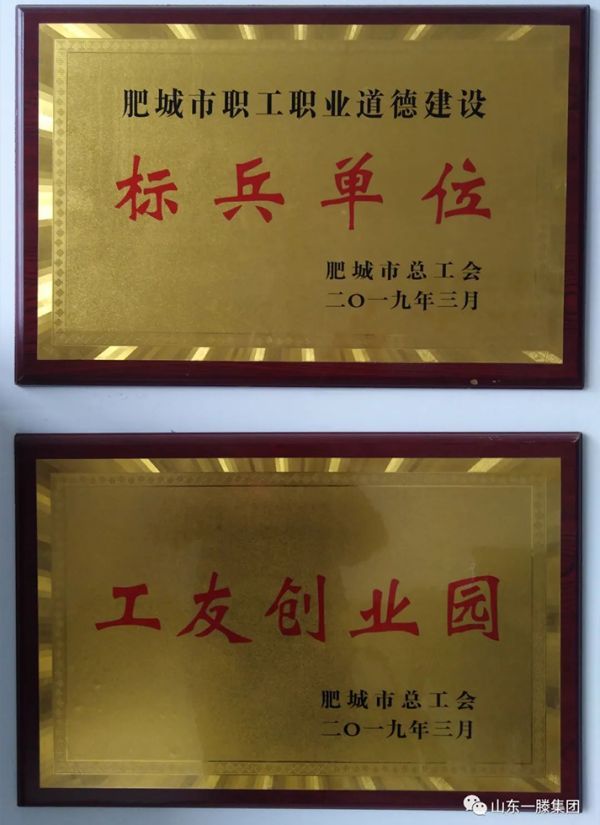 肥城市职工职业道德建设
标兵单位
肥城市总工会
二〇一九年三月
工友创业园
肥城市总工会
二〇一九年三月
山东一滕集团